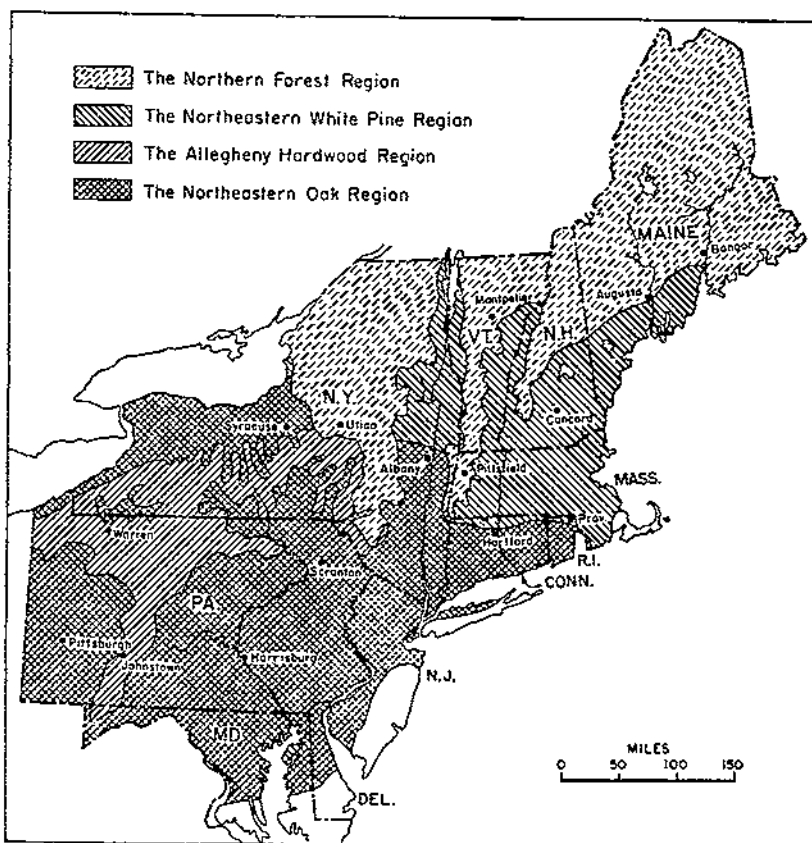 The Northern Forest Region
The Northeastern White Pine Region
The Allegheny Hardwood Region
The Northeastern Oak Region
MAINE
Bangor
Montpelier
Augusta
VT.
N.H.
N.Y.
Concord
Syracuse
Utica
Albany
Pittsfield
MASS.
Warren
Hartford
Prov.
R.I.
Scranton
CONN.
PA.
Pittsburgh
Johnstown
Harrisburg
N.J.
MD.
MILES
0 50 100 150
DEL.